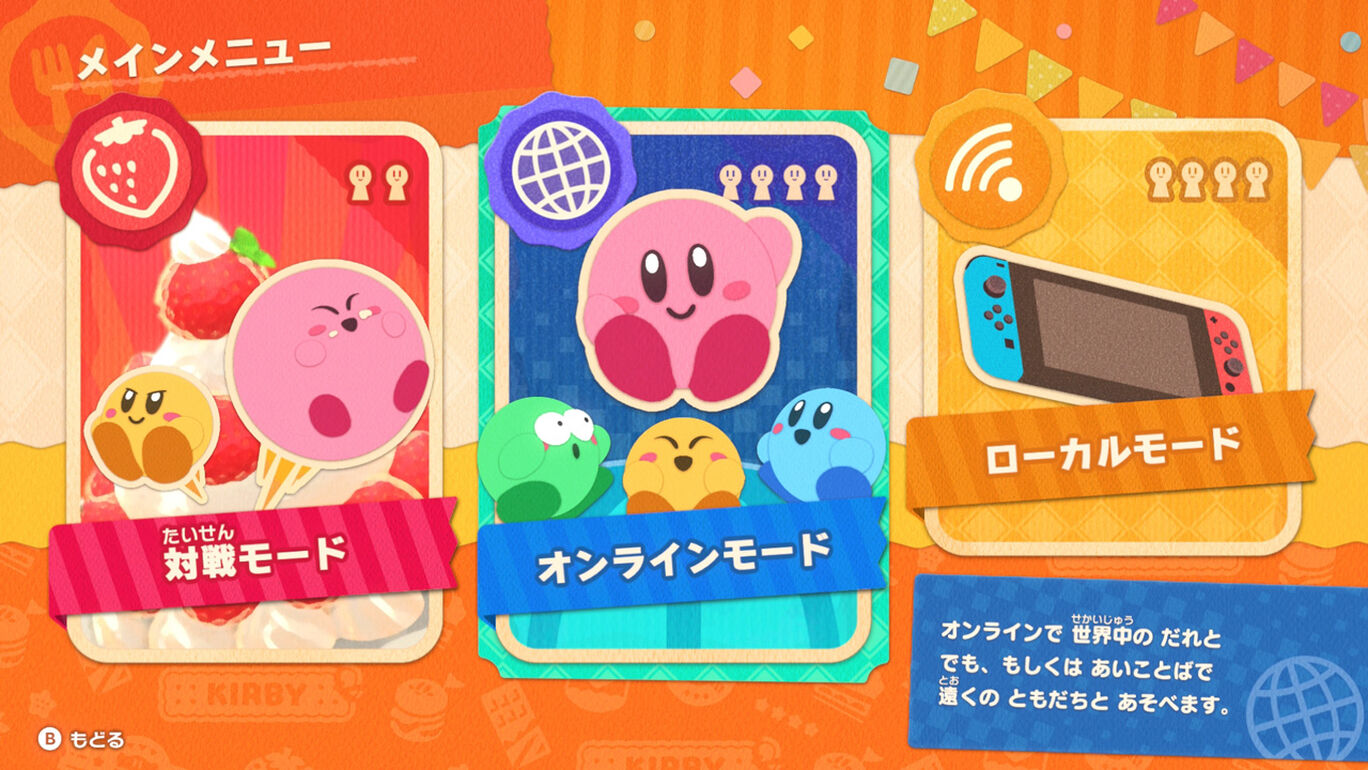 メインメニュー
たいせん
対戦モード
オンラインモード
ローカルモード
せかいじゅう
オンラインで 世界中の だれと
でも、もしくは あいことばで
とお
遠くの ともだちと あそべます。
KIRBY
KIRBY
B もどる